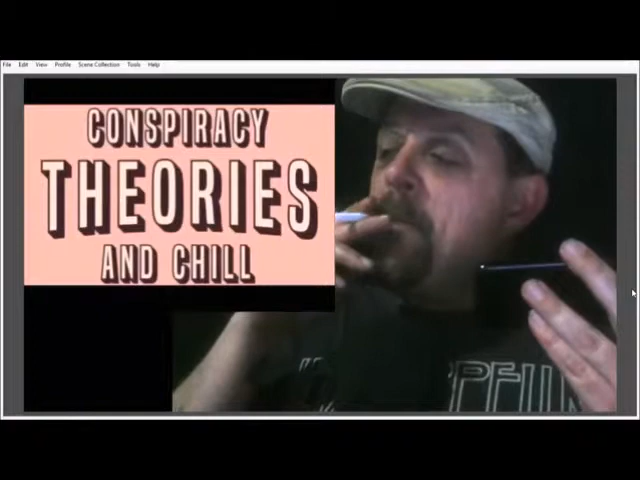 File Edit View Profile Scene Collection Tools Help
CONSPIRACY
THEORIES
AND CHILL